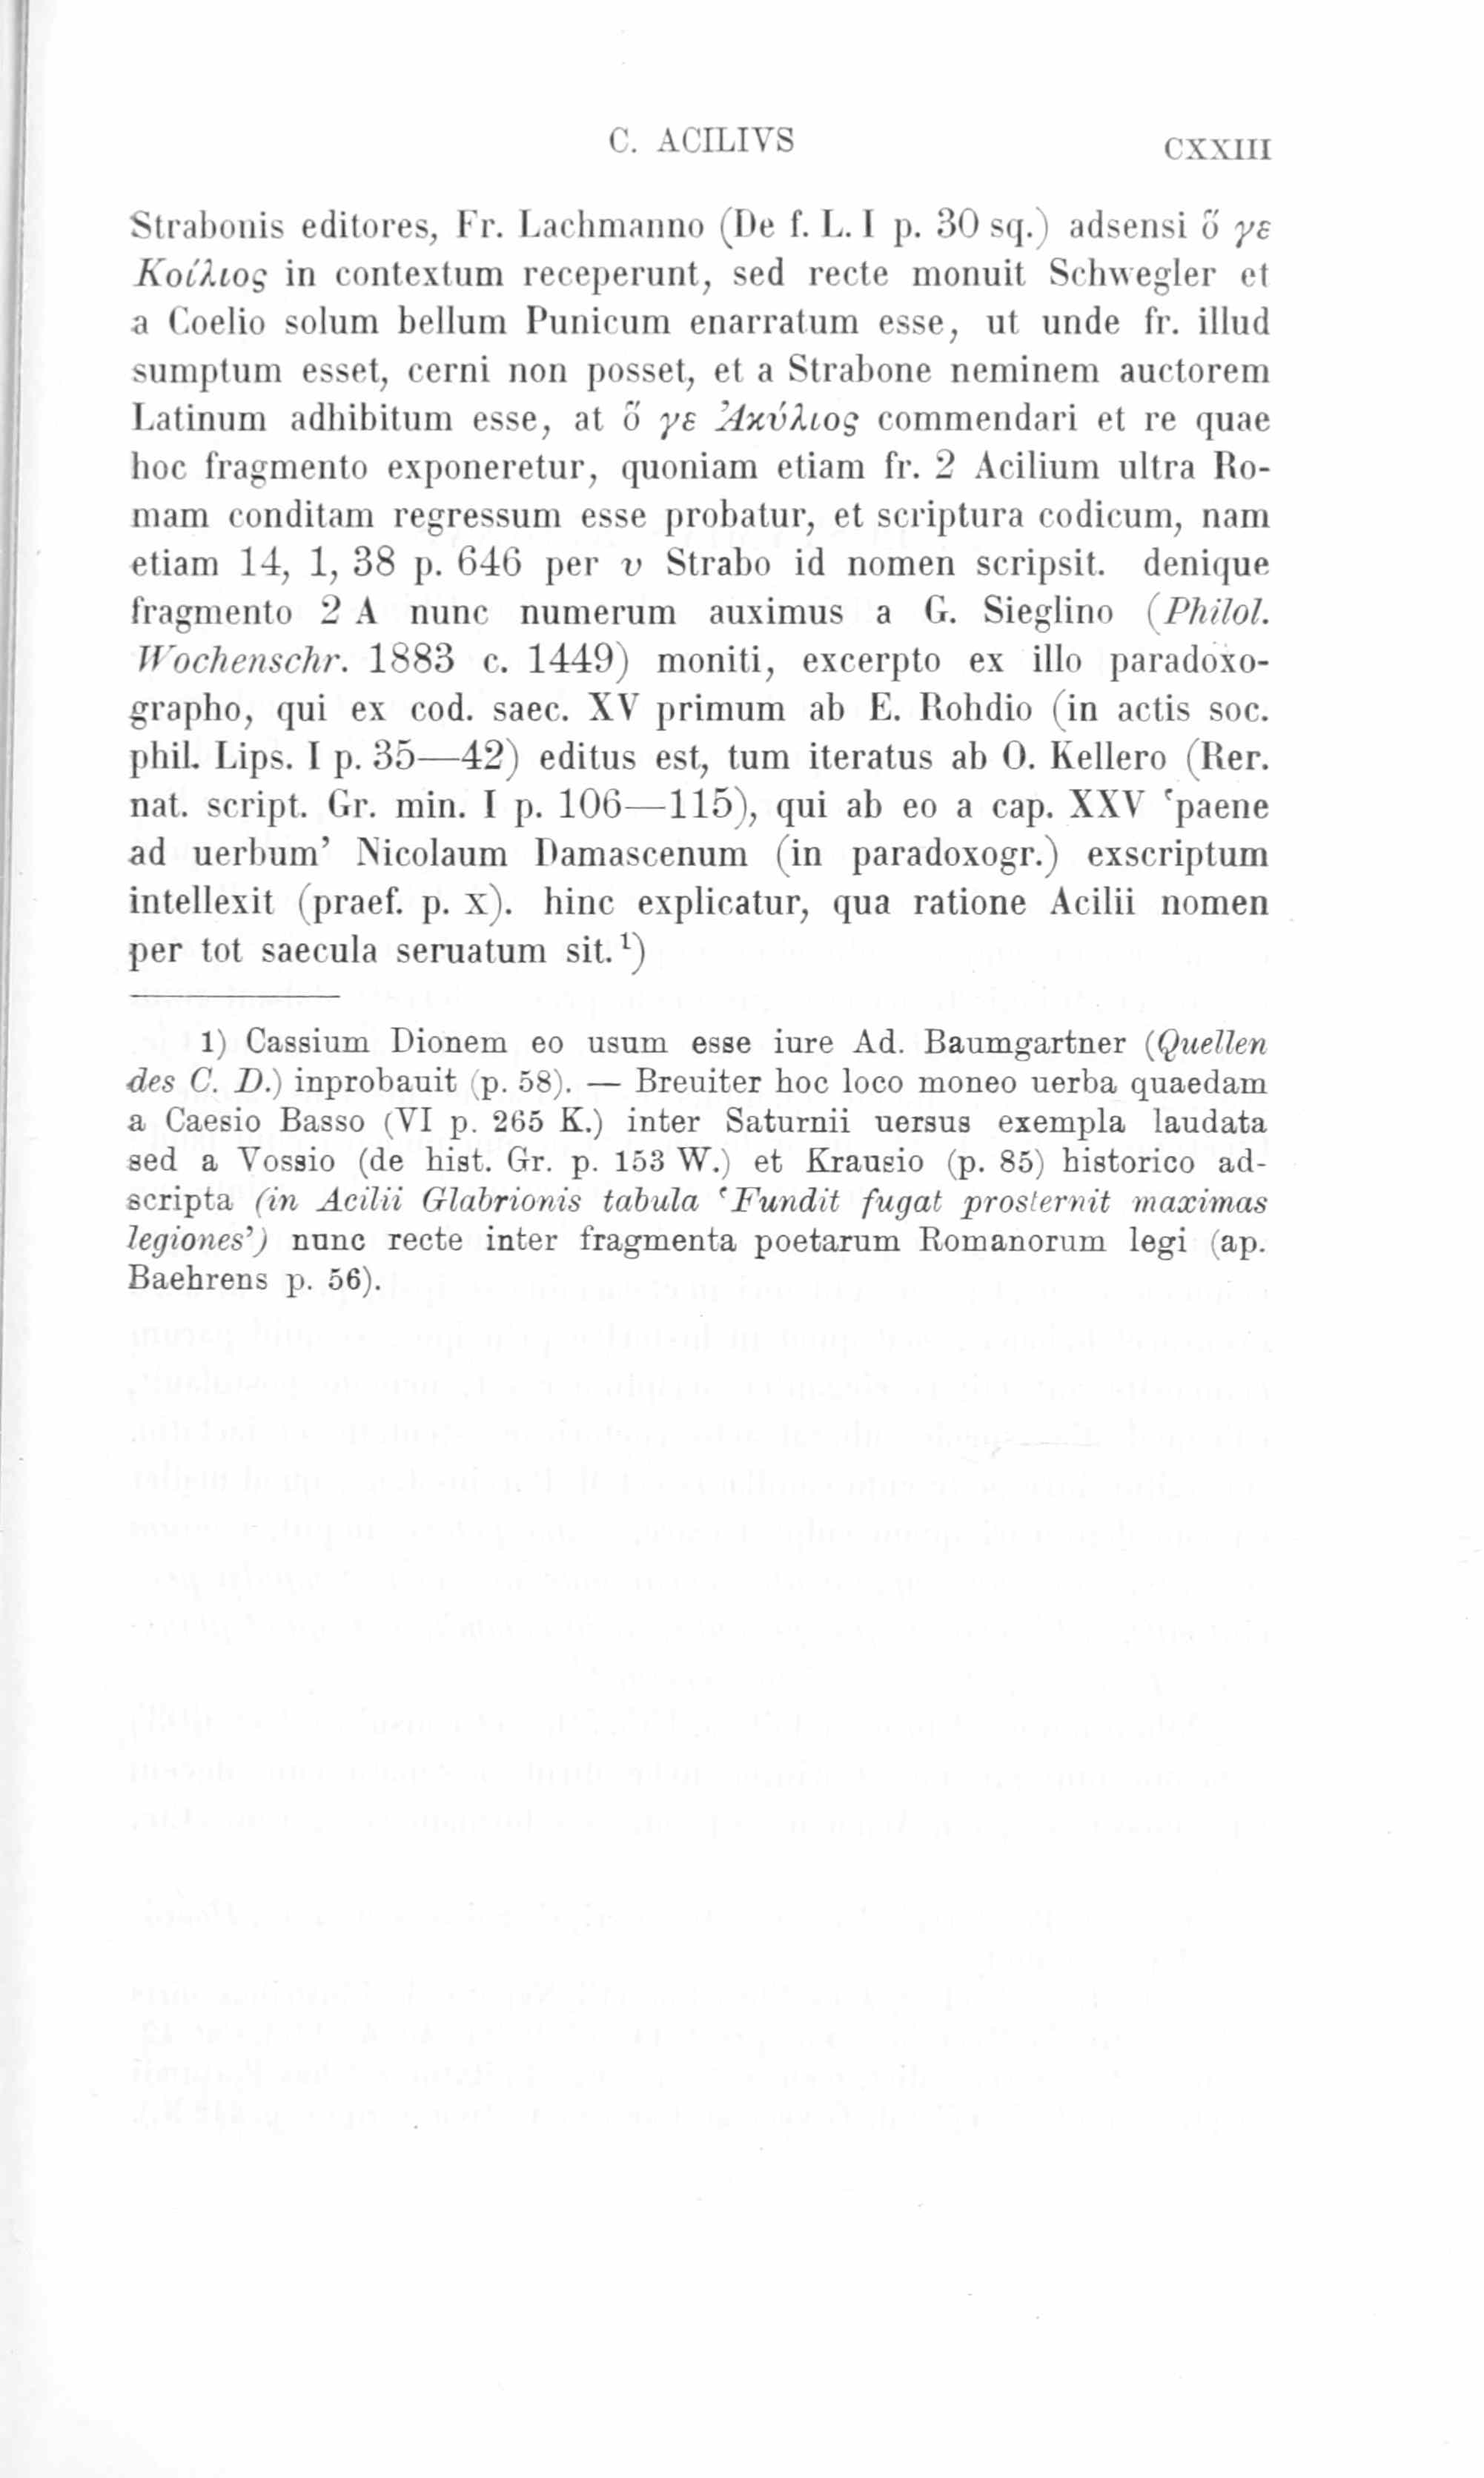 C. ACILIVS CXXIII
Strabonis editores, Fr. Lachmanno (De f. L. I p. 30 sq.) adsensi ὅ γε
Κοίλιος in contextum receperunt, sed recte monuit Schwegler et
a Coelio solum bellum Punicum enarratum esse, ut unde fr. illud
sumptum esset, cerni non posset, et a Strabone neminem auctorem
Latinum adhibitum esse, at ὅ γε Ἀκύλιος commendari et re quae
hoc fragmento exponeretur, quoniam etiam fr. 2 Acilium ultra Ro-
mam conditam regressum esse probatur, et scriptura codicum, nam
etiam 14, 1, 38 p. 646 per υ Strabo id nomen scripsit. denique
fragmento 2 A nunc numerum auximus a G. Sieglino (Philol.
Wochenschr. 1883 c. 1449) moniti, excerpto ex illo paradoxo-
grapho, qui ex cod. saec. XV primum ab E. Rohdio (in actis soc.
phil. Lips. I p. 35—42) editus est, tum iteratus ab O. Kellero (Rer.
nat. script. Gr. min. I p. 106—115), qui ab eo a cap. XXV ‘paene
ad uerbum’ Nicolaum Damascenum (in paradoxogr.) exscriptum
intellexit (praef. p. X). hinc explicatur, qua ratione Acilii nomen
per tot saecula seruatum sit.¹)
1) Cassium Dionem eo usum esse iure Ad. Baumgartner (Quellen
des C. D.) inprobauit (p. 58). — Breuiter hoc loco moneo uerba quaedam
a Caesio Basso (VI p. 265 K.) inter Saturnii uersus exempla laudata
sed a Vossio (de hist. Gr. p. 153 W.) et Krausio (p. 85) historico ad-
scripta (in Acilii Glabrionis tabula ‘Fundit fugat prosternit maximas
legiones’) nunc recte inter fragmenta poetarum Romanorum legi (ap.
Baehrens p. 56).